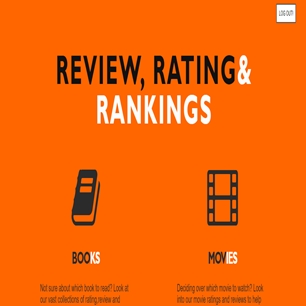 LOG OUT!
REVIEW, RATING&
RANKINGS
BOOKS
MOVIES
Not sure about which book to read? Look at
our vast collections of rating,review and
Deciding over which movie to watch? Look
into our movie ratings and reviews to help